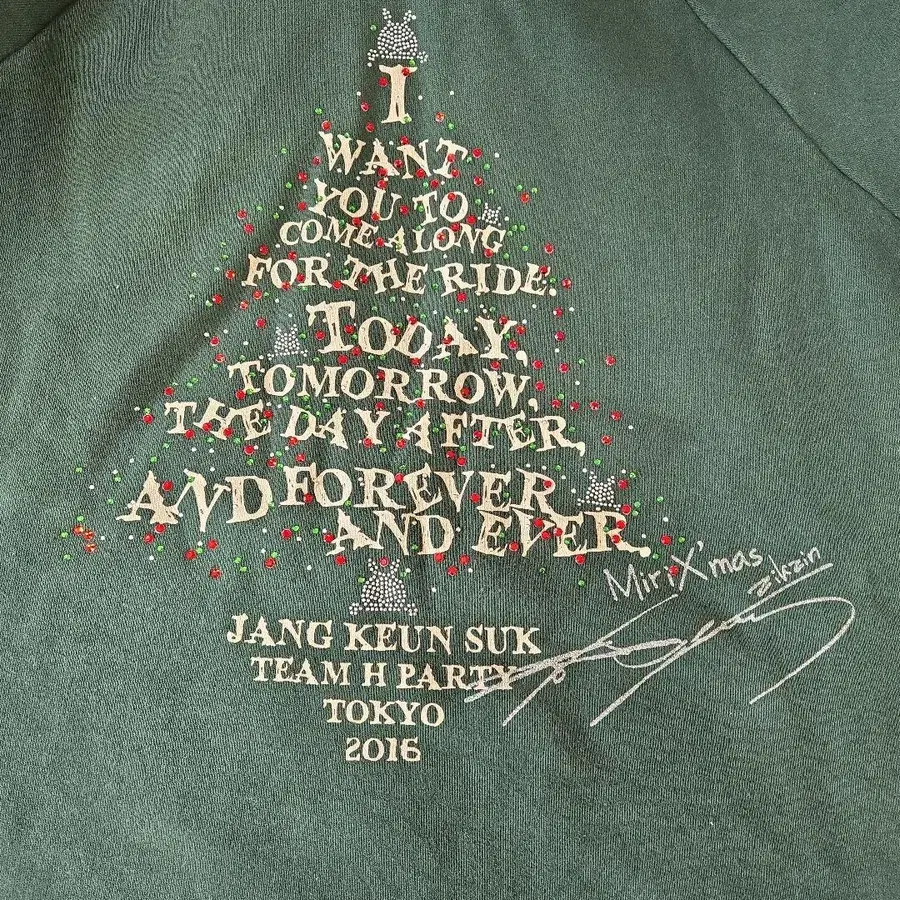 I
WANT
YOU TO
COME ALONG
FOR THE RIDE.
TODAY,
TOMORROW,
THE DAY AFTER,
AND FOREVER
AND EVER.
Miri X'mas
zikzin
JANG KEUN SUK
TEAM H PARTY
TOKYO
2016